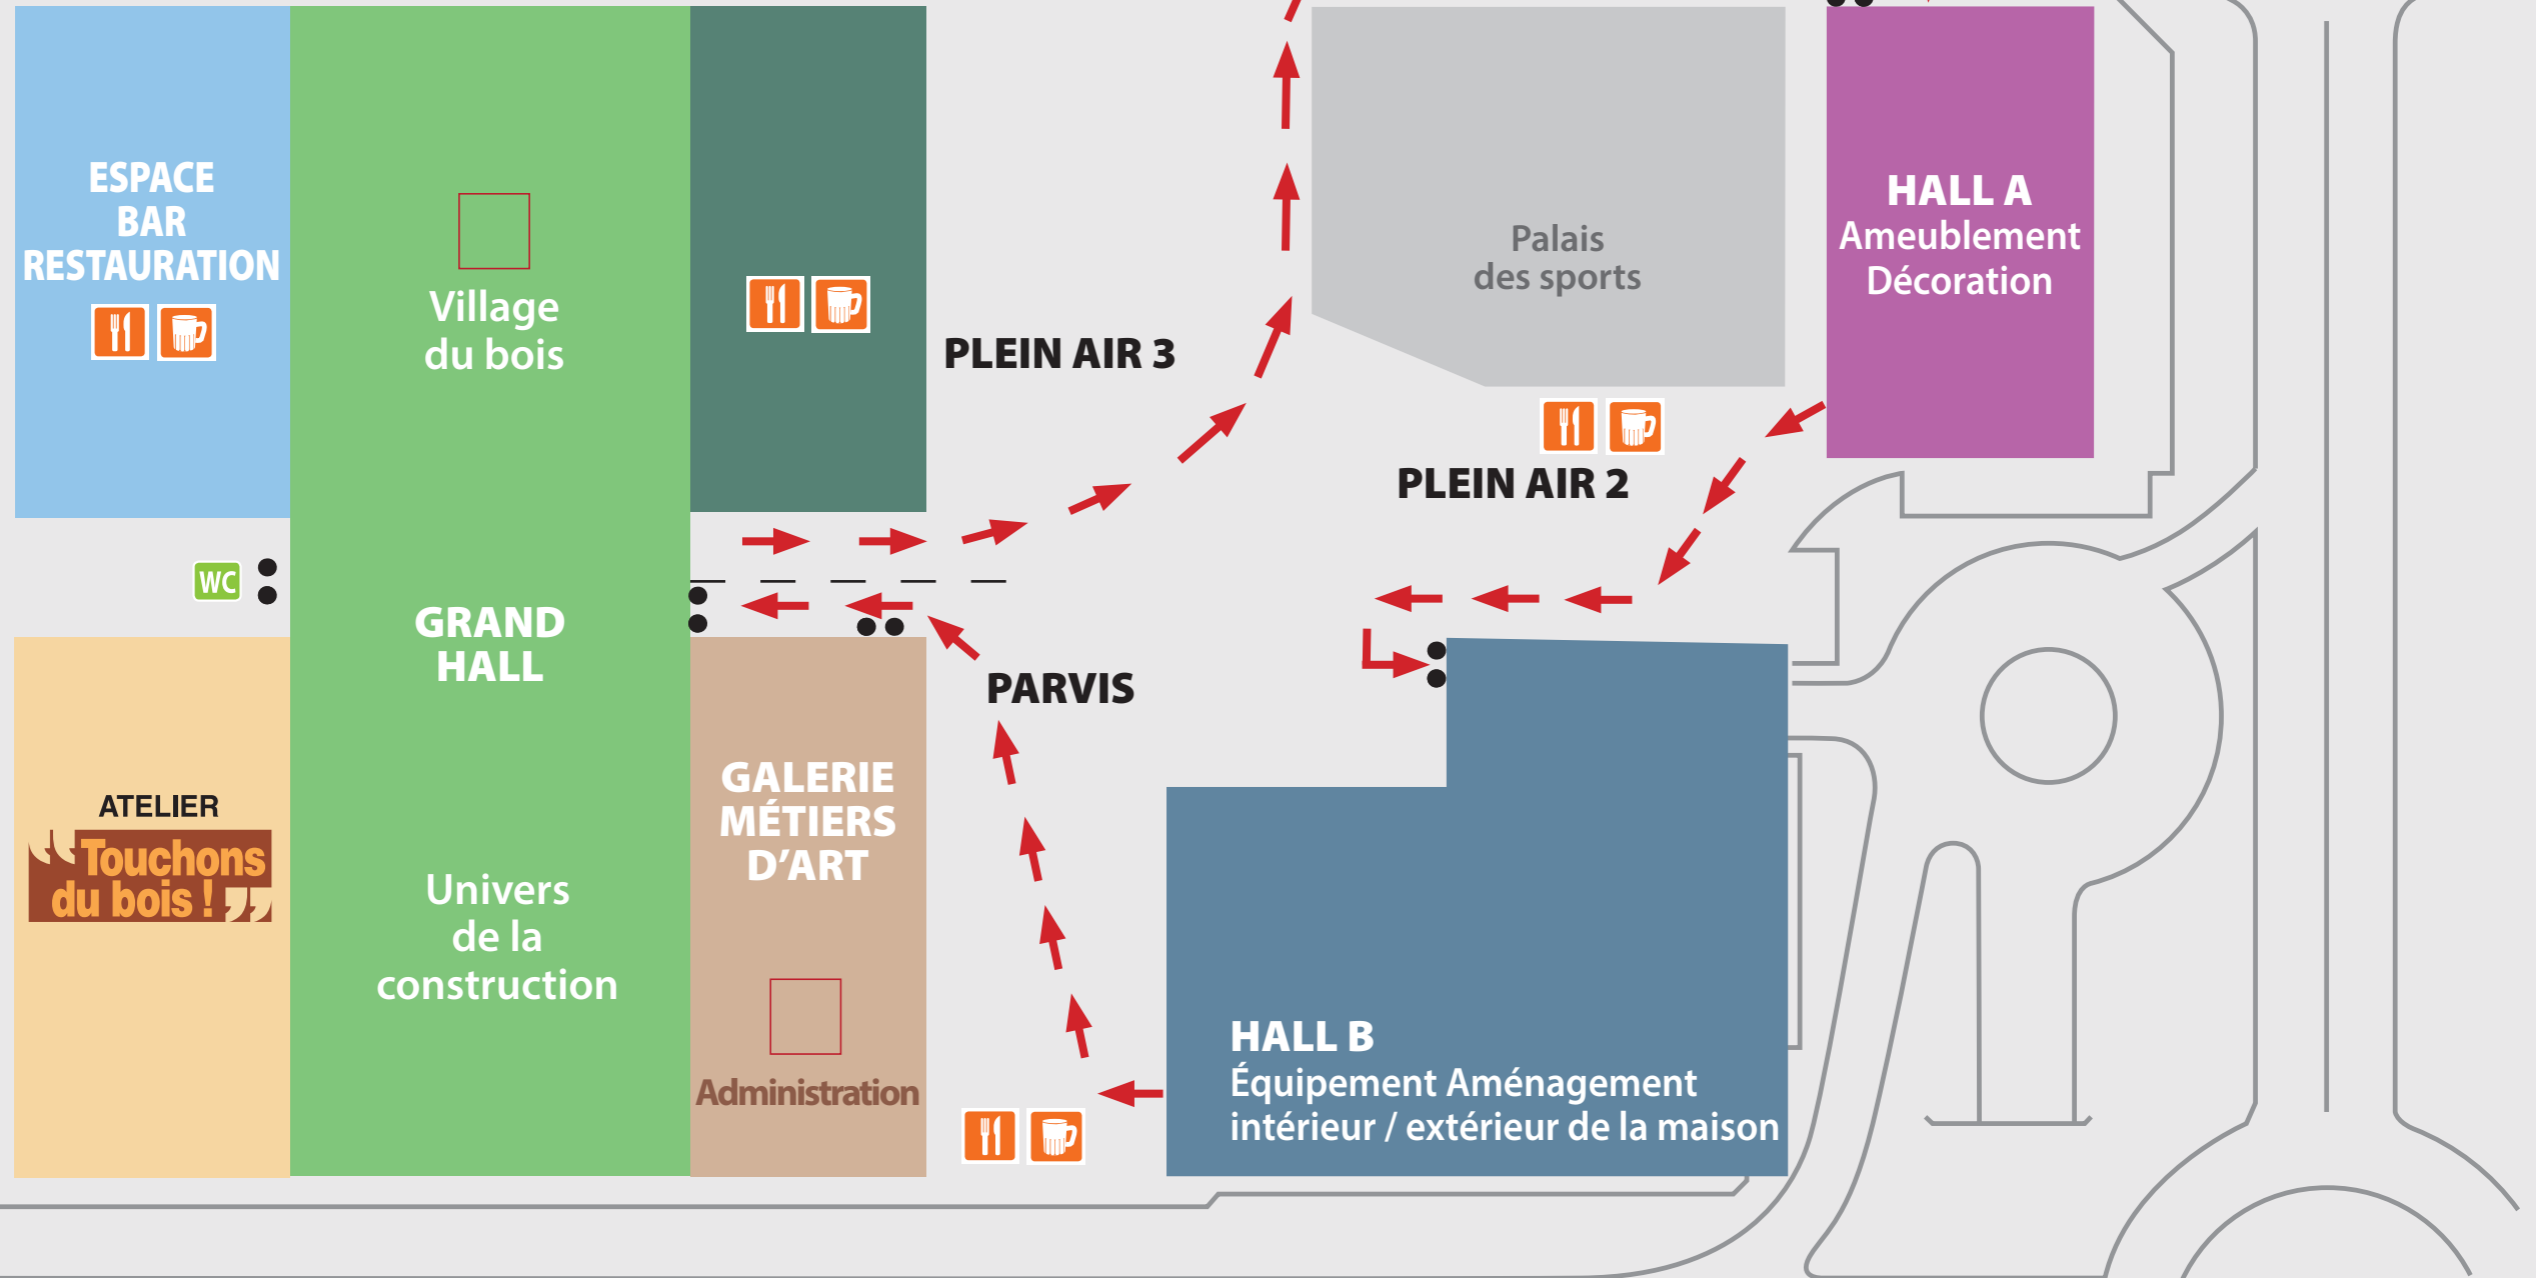 ESPACE
BAR
RESTAURATION
Village
du bois
WC
GRAND
HALL
ATELIER
“Touchons
du bois !”
Univers
de la
construction
GALERIE
MÉTIERS
D’ART
Administration
PLEIN AIR 3
PARVIS
Palais
des sports
PLEIN AIR 2
HALL A
Ameublement
Décoration
HALL B
Équipement Aménagement
intérieur / extérieur de la maison